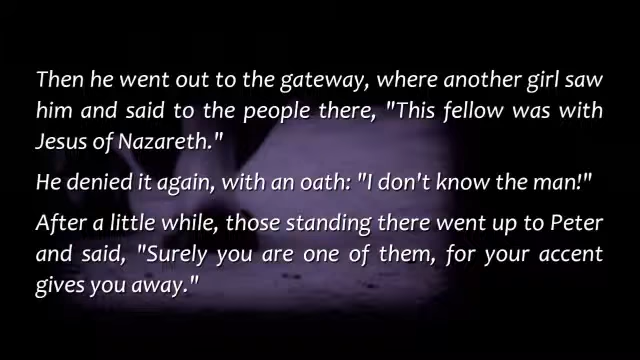 Then he went out to the gateway, where another girl saw
him and said to the people there, "This fellow was with
Jesus of Nazareth."
He denied it again, with an oath: "I don't know the man!"
After a little while, those standing there went up to Peter
and said, "Surely you are one of them, for your accent
gives you away."